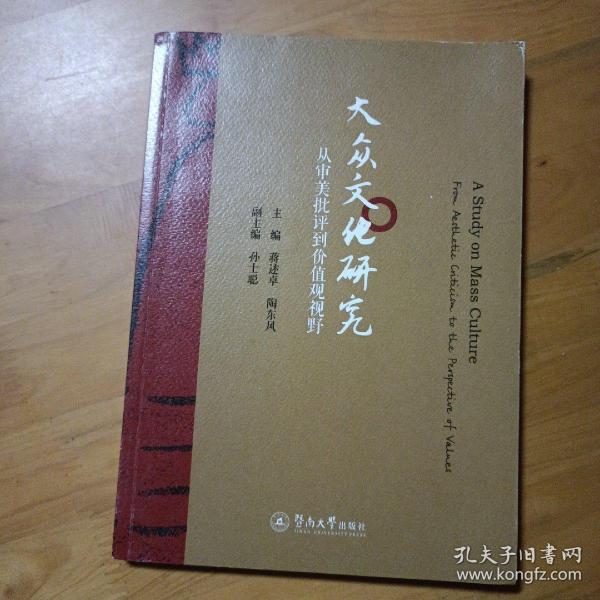 大众文化研究
从审美批评到价值观视野
主编 蒋述卓 陶东风
副主编 孙士聪
A Study on Mass Culture
From Aesthetic Criticism to the Perspective of Values
暨南大学出版社
JINAN UNIVERSITY PRESS
孔夫子旧书网
www.kongfz.com